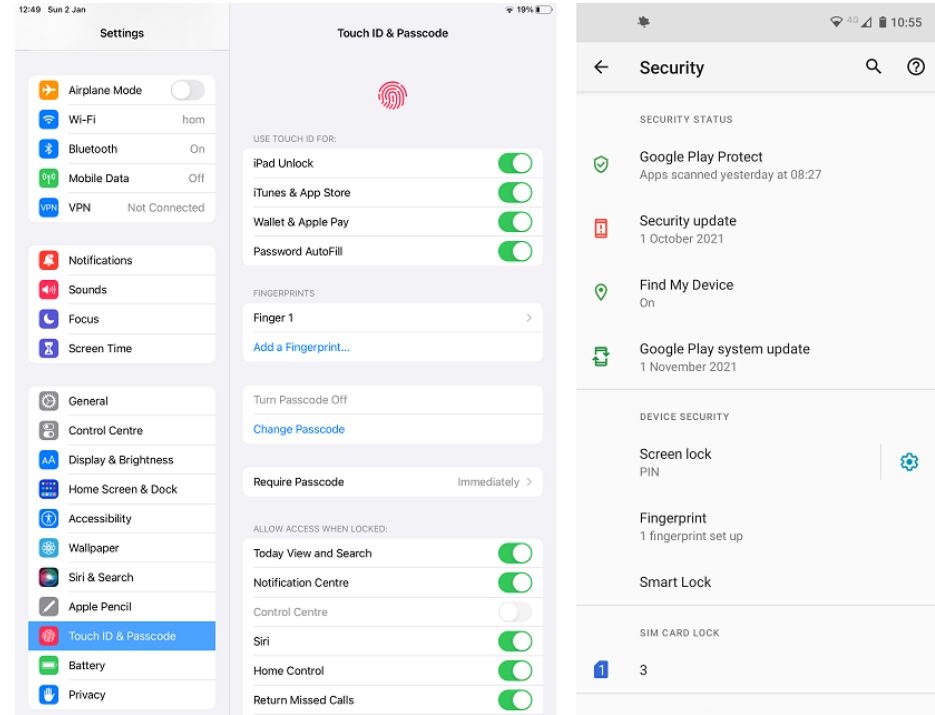 12:49 Sun 2 Jan
19%
Settings
Airplane Mode
Wi-Fi hom
Bluetooth On
Mobile Data Off
VPN VPN Not Connected
Notifications
Sounds
Focus
Screen Time
General
Control Centre
AA Display & Brightness
Home Screen & Dock
Accessibility
Wallpaper
Siri & Search
Apple Pencil
Touch ID & Passcode
Battery
Privacy
Touch ID & Passcode
USE TOUCH ID FOR:
iPad Unlock
iTunes & App Store
Wallet & Apple Pay
Password AutoFill
FINGERPRINTS
Finger 1
Add a Fingerprint...
Turn Passcode Off
Change Passcode
Require Passcode Immediately
ALLOW ACCESS WHEN LOCKED:
Today View and Search
Notification Centre
Control Centre
Siri
Home Control
Return Missed Calls
4G 10:55
Security
SECURITY STATUS
Google Play Protect
Apps scanned yesterday at 08:27
Security update
1 October 2021
Find My Device
On
Google Play system update
1 November 2021
DEVICE SECURITY
Screen lock
PIN
Fingerprint
1 fingerprint set up
Smart Lock
SIM CARD LOCK
1 3